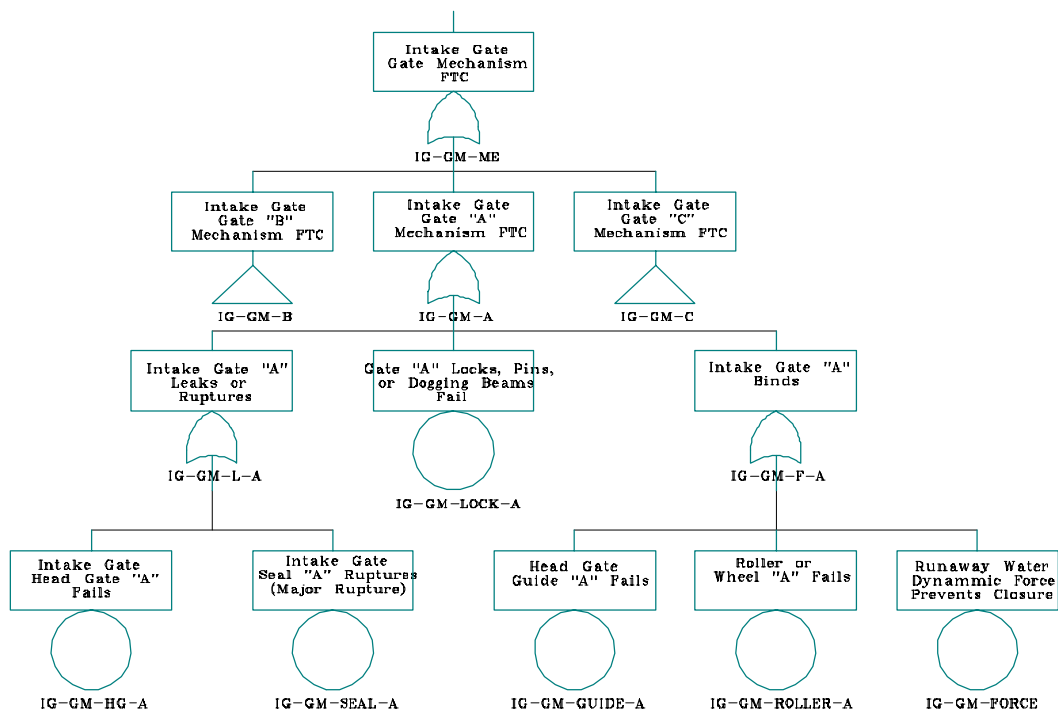 Intake Gate
Gate Mechanism
FTC
IG-GM-ME
Intake Gate
Gate "B"
Mechanism FTC
IG-GM-B
Intake Gate
Gate "A"
Mechanism FTC
IG-GM-A
Intake Gate
Gate "C"
Mechanism FTC
IG-GM-C
Intake Gate "A"
Leaks or
Ruptures
IG-GM-L-A
Gate "A" Locks, Pins,
or Dogging Beams
Fail
IG-GM-LOCK-A
Intake Gate "A"
Binds
IG-GM-F-A
Intake Gate
Head Gate "A"
Fails
IG-GM-HG-A
Intake Gate
Seal "A" Ruptures
(Major Rupture)
IG-GM-SEAL-A
Head Gate
Guide "A" Fails
IG-GM-GUIDE-A
Roller or
Wheel "A" Fails
IG-GM-ROLLER-A
Runaway Water
Dynammic Force
Prevents Closure
IG-GM-FORCE